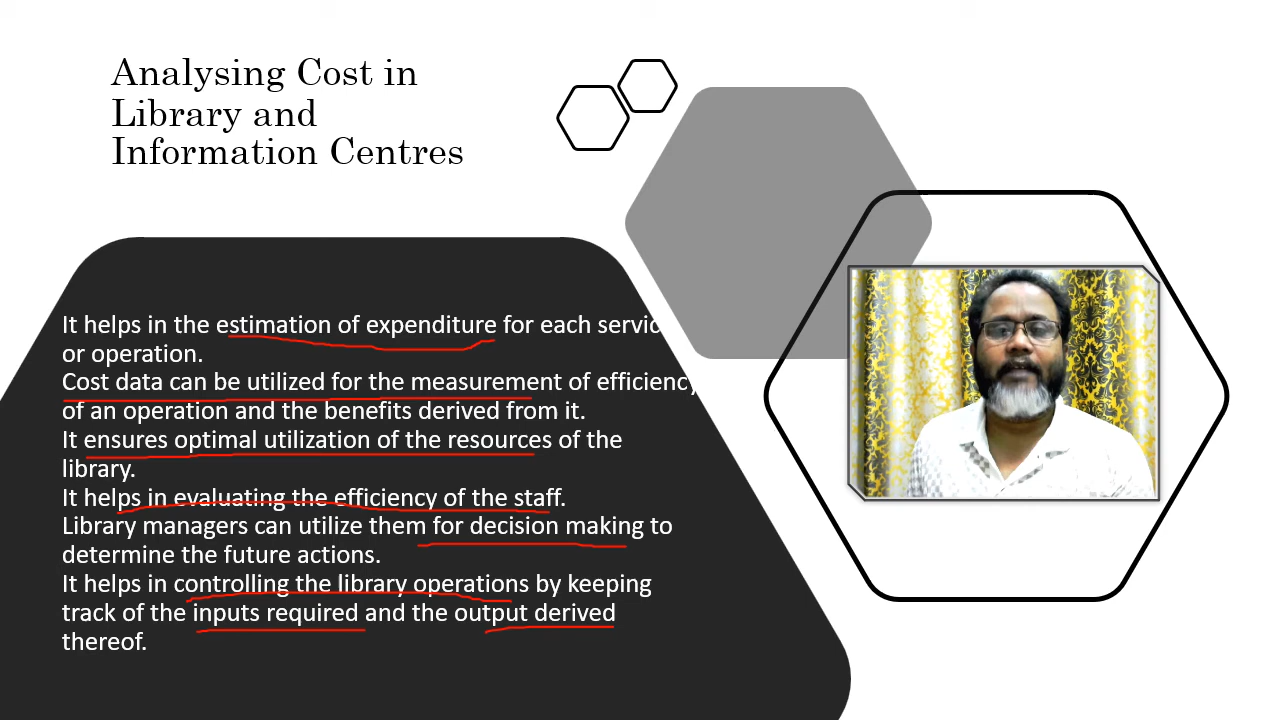 Analysing Cost in
Library and
Information Centres
It helps in the estimation of expenditure for each servic
or operation.
Cost data can be utilized for the measurement of efficiency
of an operation and the benefits derived from it.
It ensures optimal utilization of the resources of the
library.
It helps in evaluating the efficiency of the staff.
Library managers can utilize them for decision making to
determine the future actions.
It helps in controlling the library operations by keeping
track of the inputs required and the output derived
thereof.